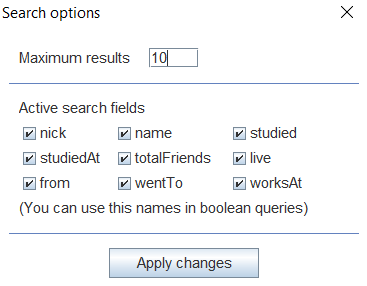 Search options
Maximum results 10
Active search fields
nick name studied
studiedAt totalFriends live
from wentTo worksAt
(You can use this names in boolean queries)
Apply changes